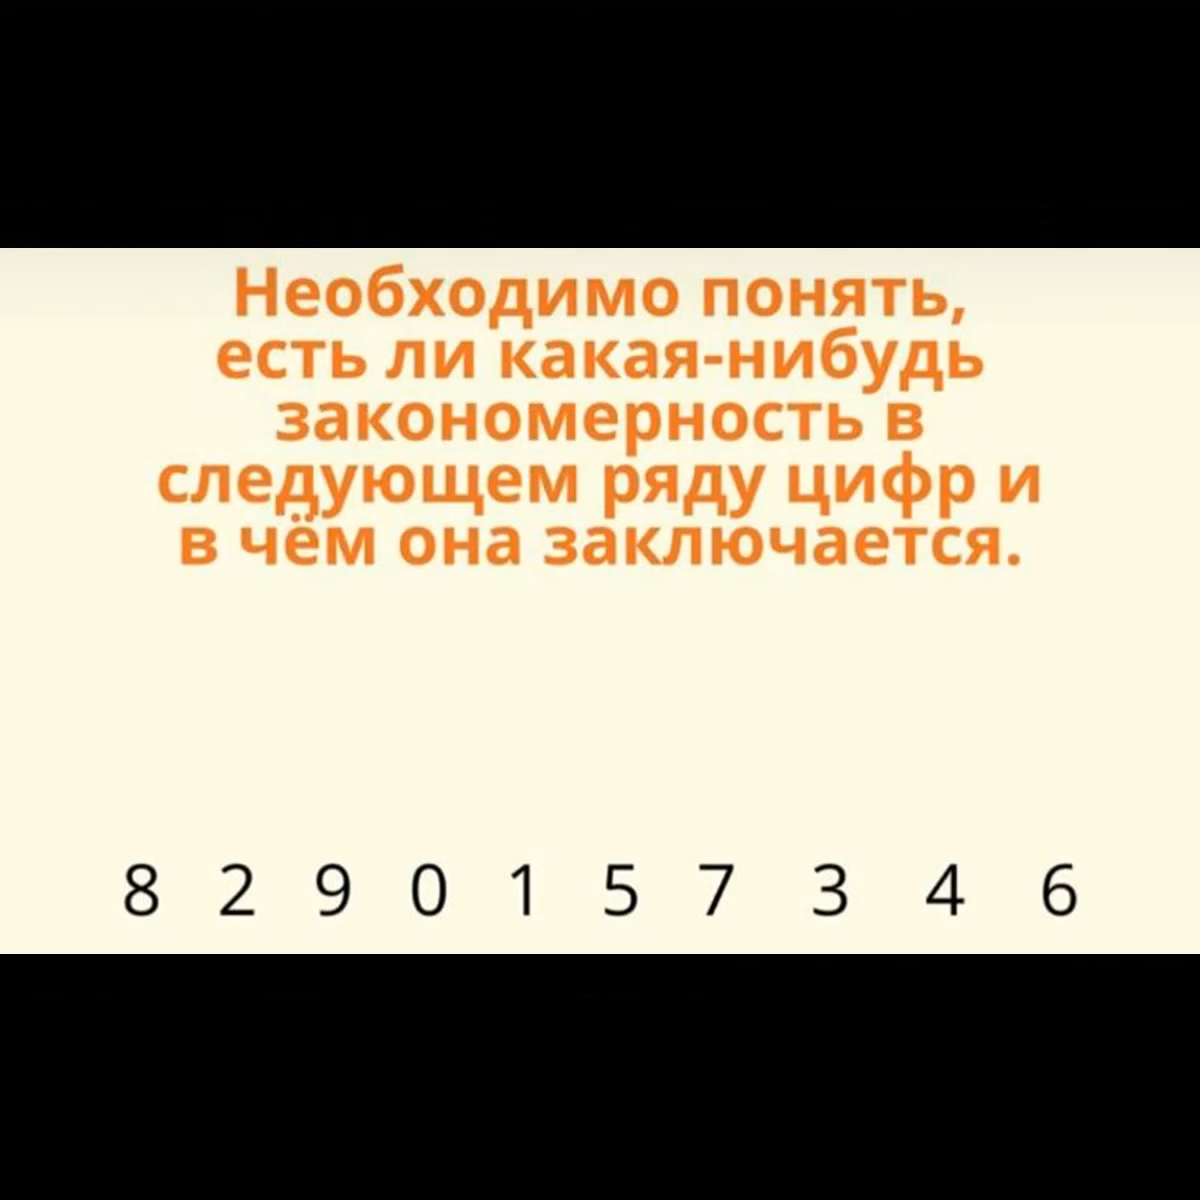 Необходимо понять,
есть ли какая-нибудь
закономерность в
следующем ряду цифр и
в чём она заключается.
8 2 9 0 1 5 7 3 4 6